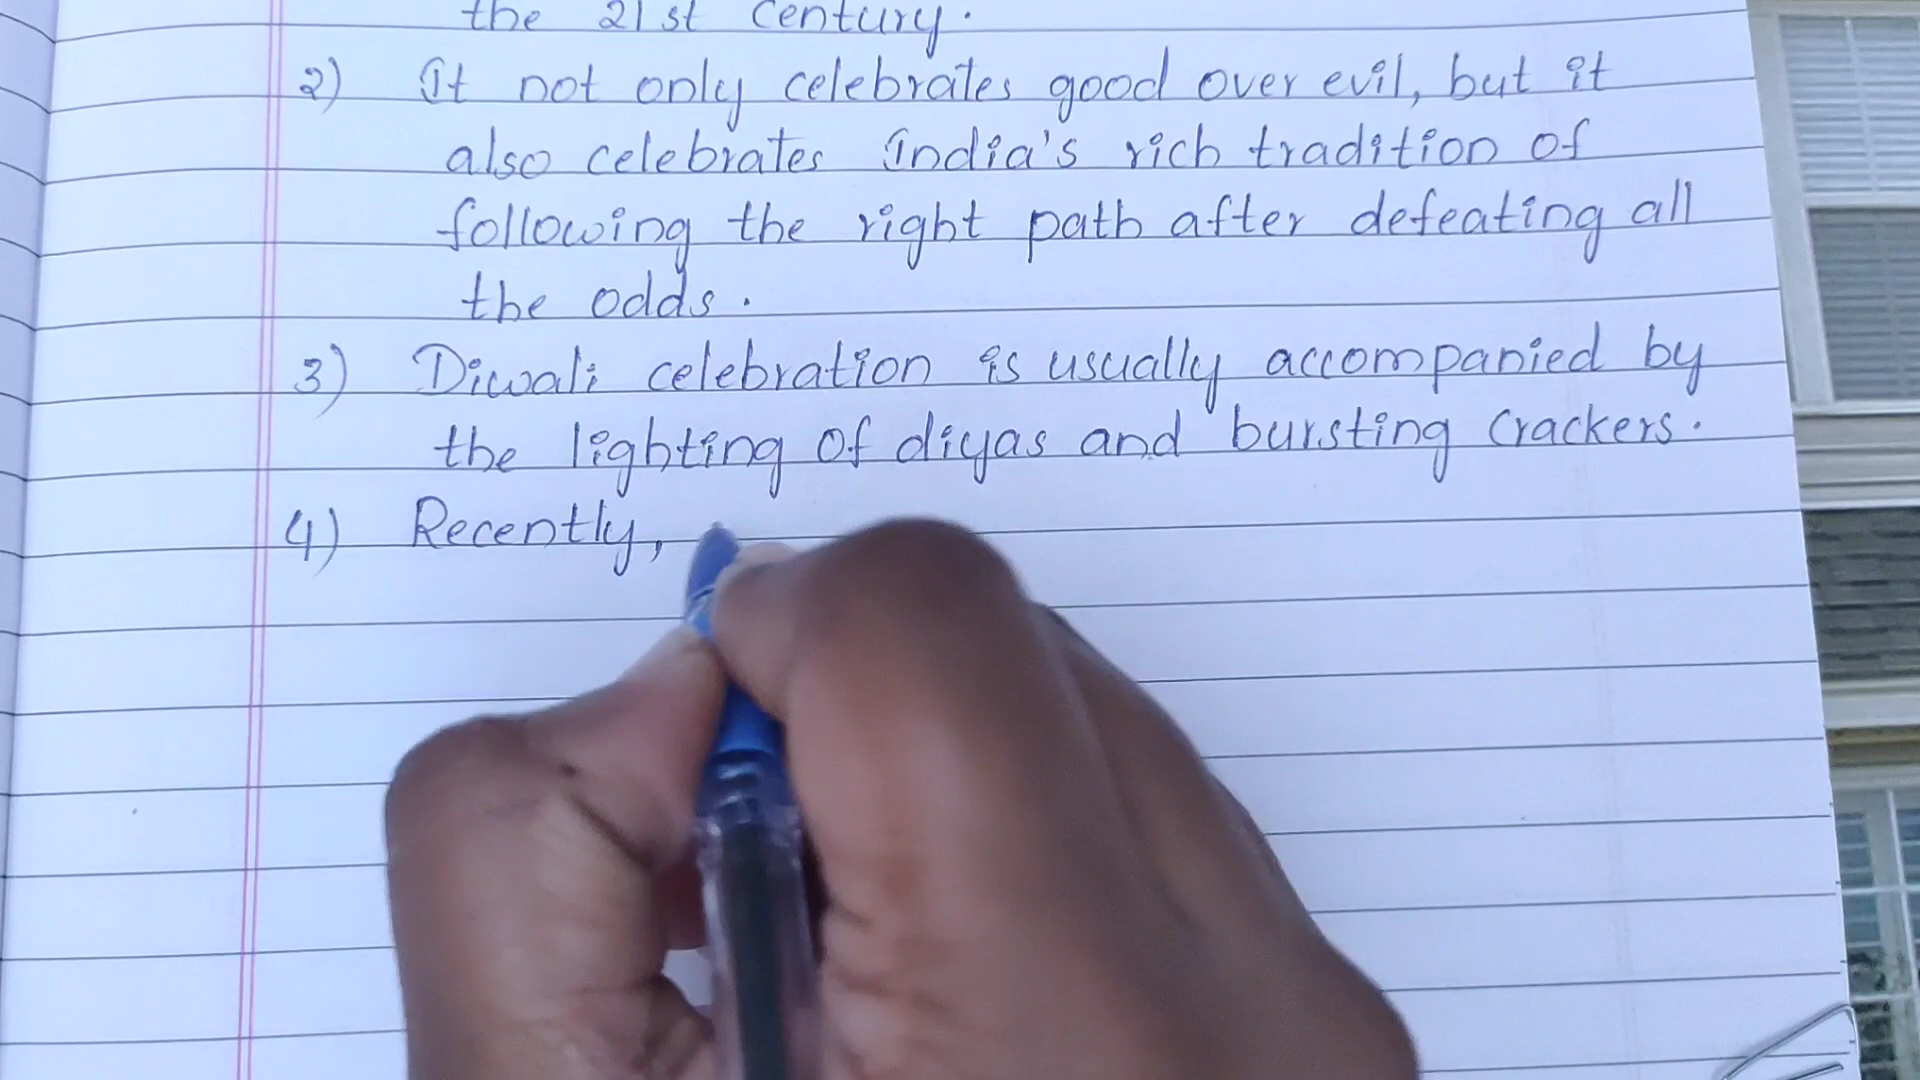 the 21st century.
2) It not only celebrates good over evil, but it
also celebrates India's rich tradition of
following the right path after defeating all
the odds.
3) Diwali celebration is usually accompanied by
the lighting of diyas and bursting crackers.
4) Recently,